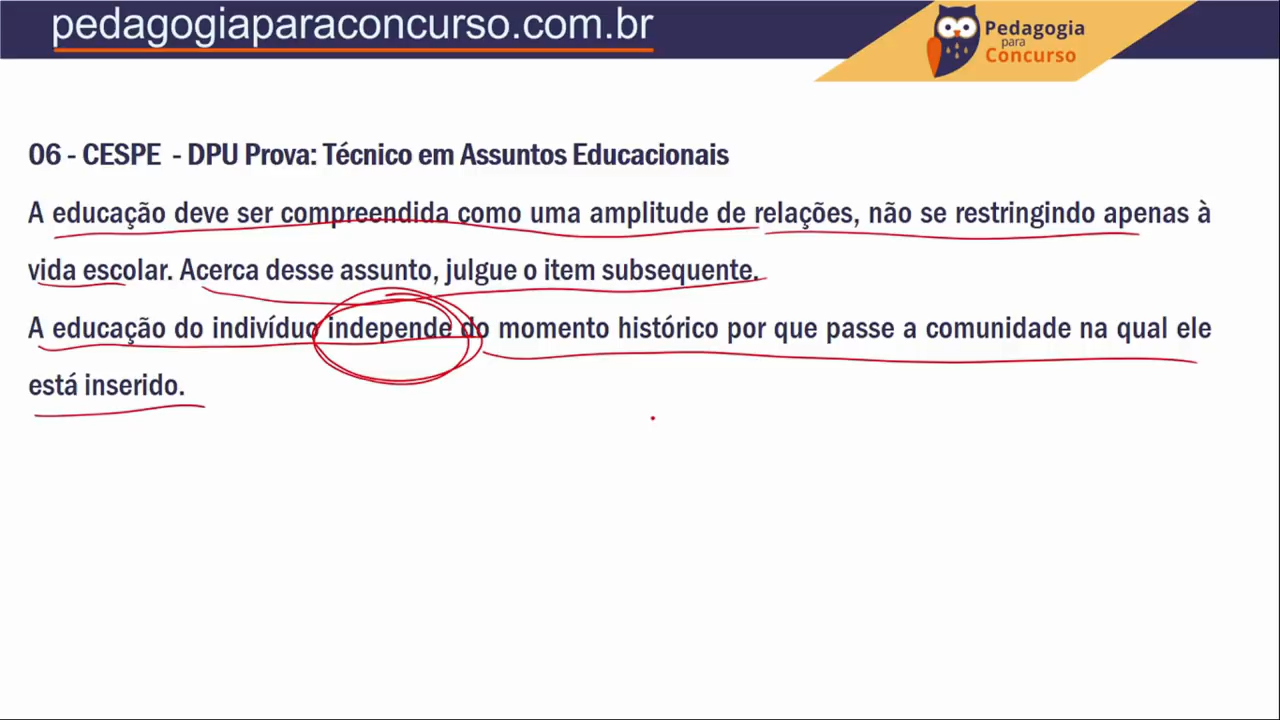 pedagogiaparaconcurso.com.br
Pedagogia
para
Concurso
06 - CESPE - DPU Prova: Técnico em Assuntos Educacionais
A educação deve ser compreendida como uma amplitude de relações, não se restringindo apenas à
vida escolar. Acerca desse assunto, julgue o item subsequente.
A educação do indivíduo independe do momento histórico por que passe a comunidade na qual ele
está inserido.